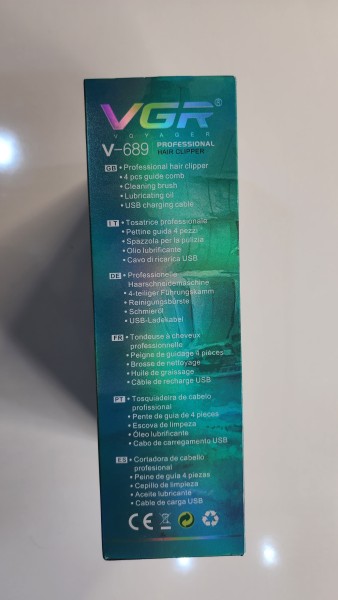 VGR®
VOYAGER
V-689 PROFESSIONAL
HAIR CLIPPER
GB • Professional hair clipper
• 4 pcs guide comb
• Cleaning brush
• Lubricating oil
• USB charging cable
IT • Tosatrice professionale
• Pettine guida 4 pezzi
• Spazzola per la pulizia
• Olio lubrificante
• Cavo di ricarica USB
DE • Professionelle
Haarschneidemaschine
• 4-teiliger Führungskamm
• Reinigungsbürste
• Schmieröl
• USB-Ladekabel
FR • Tondeuse à cheveux
professionnelle
• Peigne de guidage 4 pièces
• Brosse de nettoyage
• Huile de graissage
• Câble de recharge USB
PT • Tosquiadeira de cabelo
profissional
• Pente de guia de 4 pieces
• Escova de limpeza
• Óleo lubrificante
• Cabo de carregamento USB
ES • Cortadora de cabello
profesional
• Peine de guía 4 piezas
• Cepillo de limpieza
• Aceite lubricante
• Cable de carga USB
CE